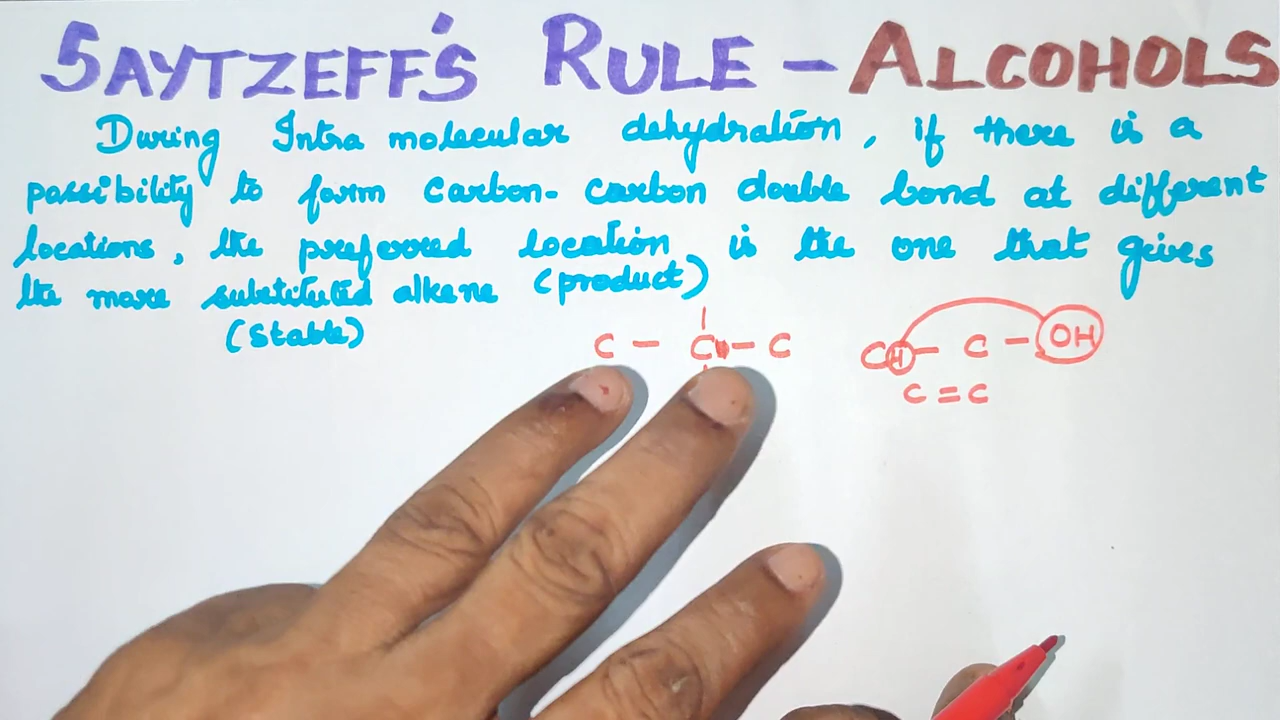 SAYTZEFF'S RULE - ALCOHOLS
During Intra molecular dehydration, if there is a
possibility to form carbon-carbon double bond at different
locations, the preferred location is the one that gives
the more substituted alkene (product)
(stable)
C - C - C
CH - C - OH
C = C